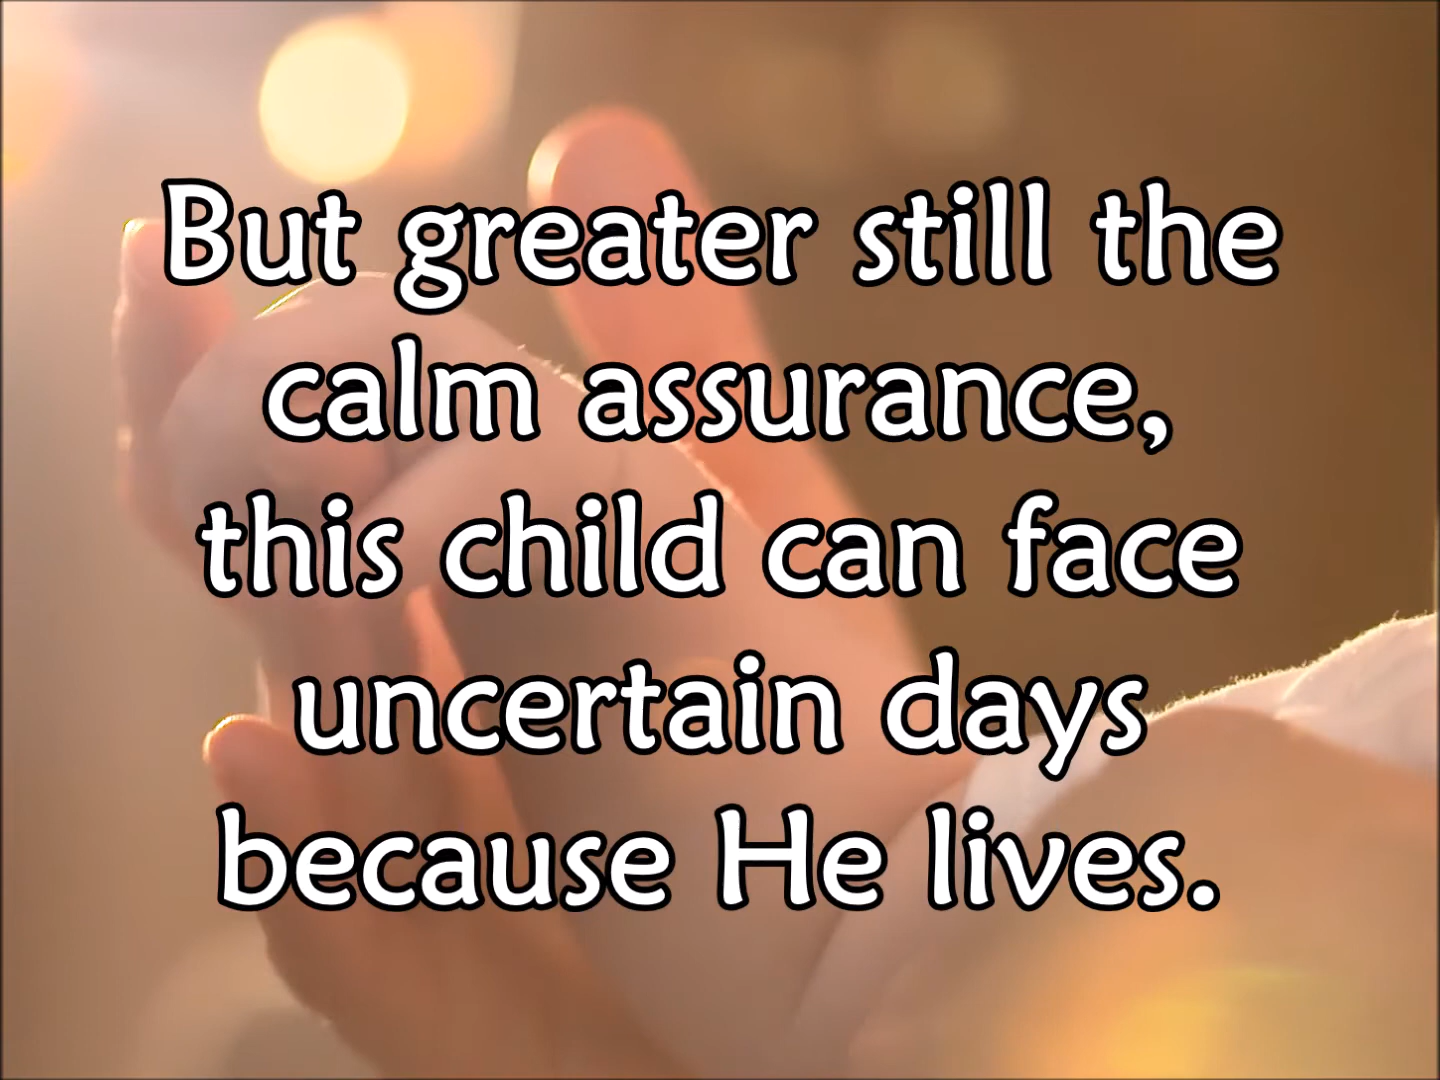 But greater still the
calm assurance,
this child can face
uncertain days
because He lives.